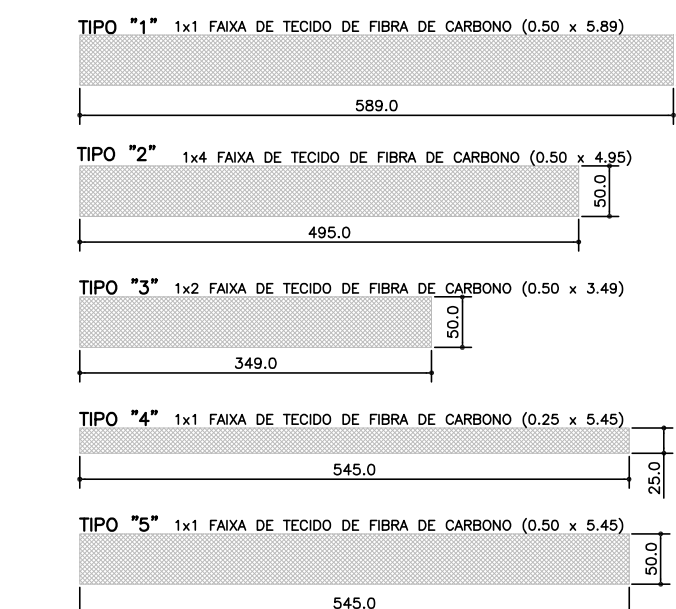 TIPO "1" 1x1 FAIXA DE TECIDO DE FIBRA DE CARBONO (0.50 x 5.89)
589.0
TIPO "2" 1x4 FAIXA DE TECIDO DE FIBRA DE CARBONO (0.50 x 4.95)
50.0
495.0
TIPO "3" 1x2 FAIXA DE TECIDO DE FIBRA DE CARBONO (0.50 x 3.49)
50.0
349.0
TIPO "4" 1x1 FAIXA DE TECIDO DE FIBRA DE CARBONO (0.25 x 5.45)
545.0
25.0
TIPO "5" 1x1 FAIXA DE TECIDO DE FIBRA DE CARBONO (0.50 x 5.45)
50.0
545.0